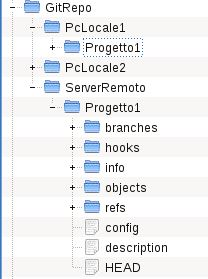 GitRepo
PcLocale1
Progetto1
PcLocale2
ServerRemoto
Progetto1
branches
hooks
info
objects
refs
config
description
HEAD